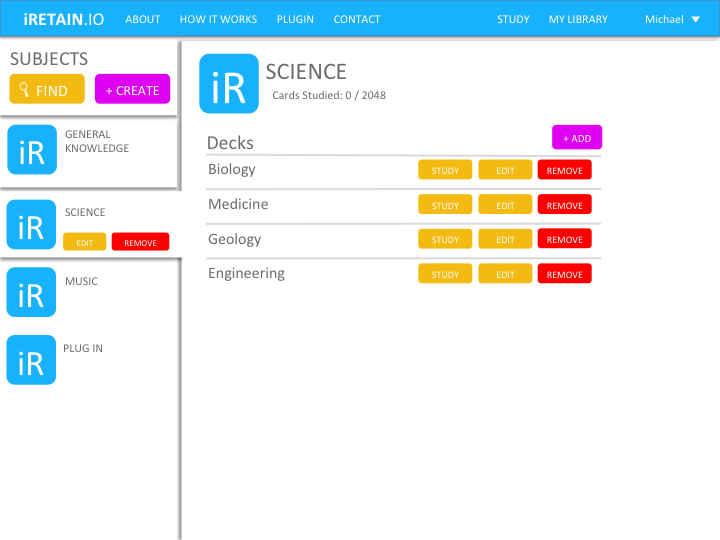 iRETAIN.IO ABOUT HOW IT WORKS PLUGIN CONTACT STUDY MY LIBRARY Michael
SUBJECTS
FIND + CREATE
iR GENERAL
KNOWLEDGE
iR SCIENCE
EDIT REMOVE
iR MUSIC
iR PLUG IN
iR SCIENCE
Cards Studied: 0 / 2048
Decks + ADD
Biology STUDY EDIT REMOVE
Medicine STUDY EDIT REMOVE
Geology STUDY EDIT REMOVE
Engineering STUDY EDIT REMOVE